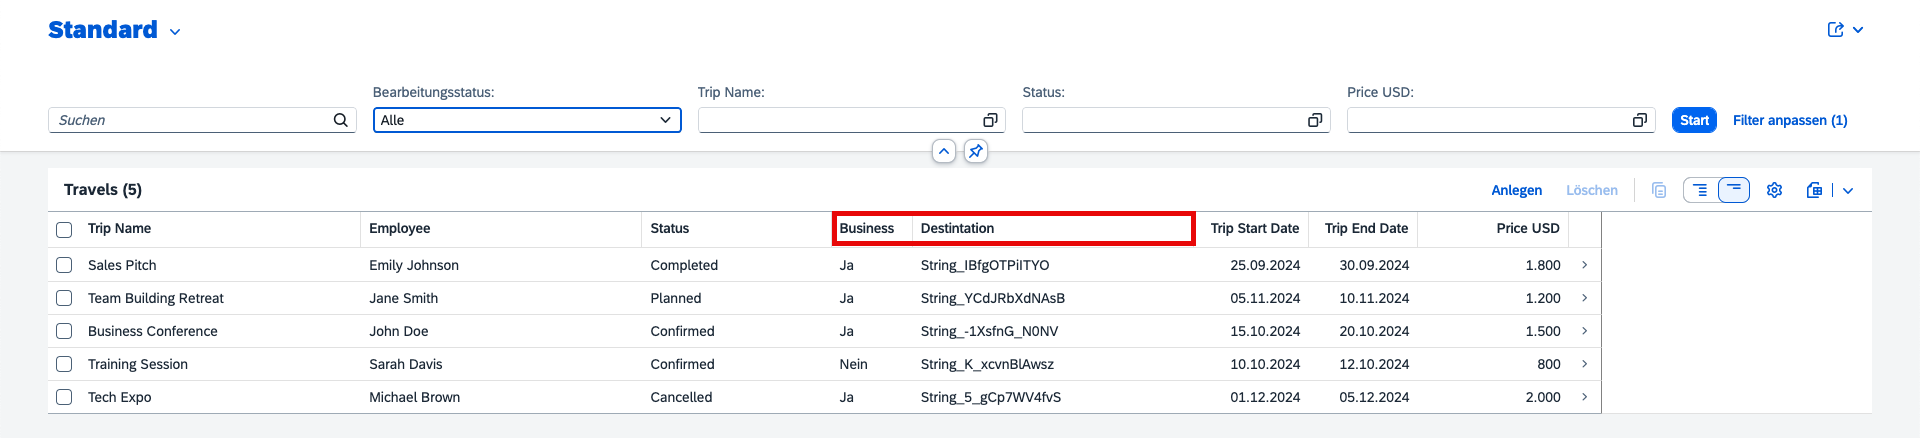 Standard
Bearbeitungsstatus: Trip Name: Status: Price USD:
Suchen Alle Start Filter anpassen (1)
Travels (5) Anlegen Löschen
Trip Name Employee Status Business Destintation Trip Start Date Trip End Date Price USD
Sales Pitch Emily Johnson Completed Ja String_IBfgOTPiITYO 25.09.2024 30.09.2024 1.800
Team Building Retreat Jane Smith Planned Ja String_YCdJRbXdNAsB 05.11.2024 10.11.2024 1.200
Business Conference John Doe Confirmed Ja String_-1XsfnG_N0NV 15.10.2024 20.10.2024 1.500
Training Session Sarah Davis Confirmed Nein String_K_xcvnBlAwsz 10.10.2024 12.10.2024 800
Tech Expo Michael Brown Cancelled Ja String_5_gCp7WV4fvS 01.12.2024 05.12.2024 2.000